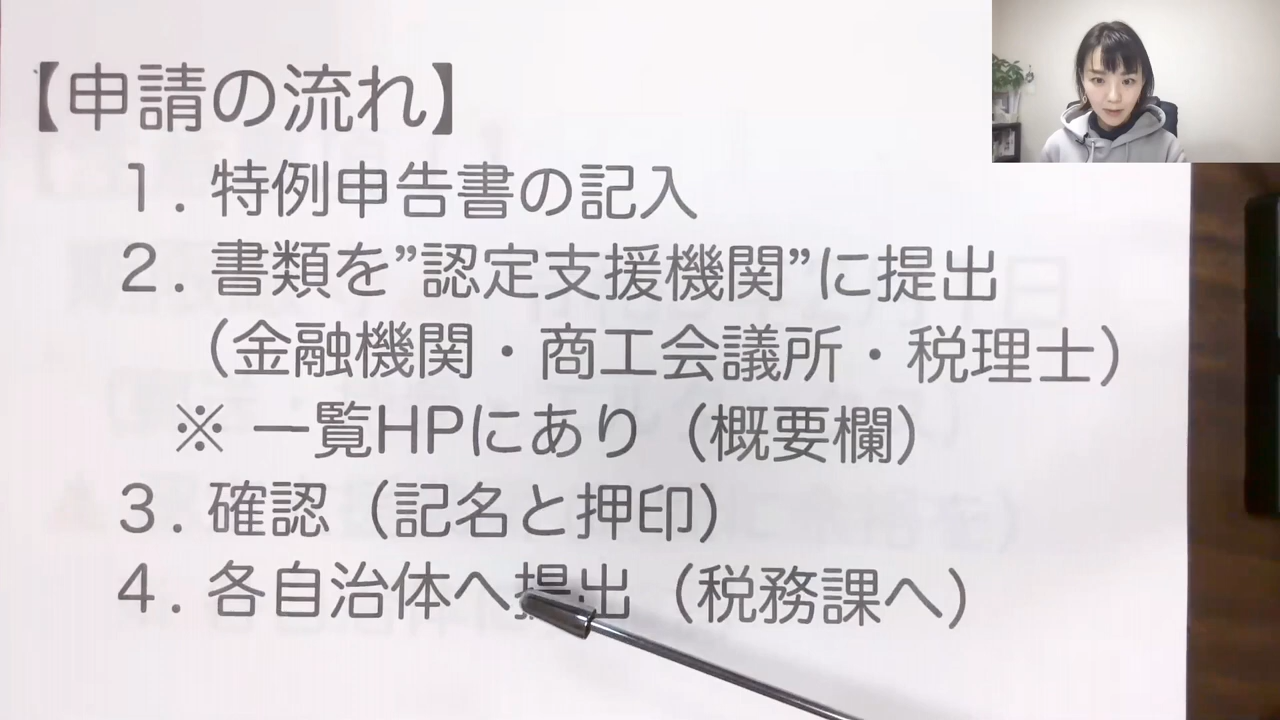 【申請の流れ】
１. 特例申告書の記入
２. 書類を”認定支援機関”に提出
（金融機関・商工会議所・税理士）
※ 一覧HPにあり（概要欄）
３. 確認（記名と押印）
４. 各自治体へ提出（税務課へ）